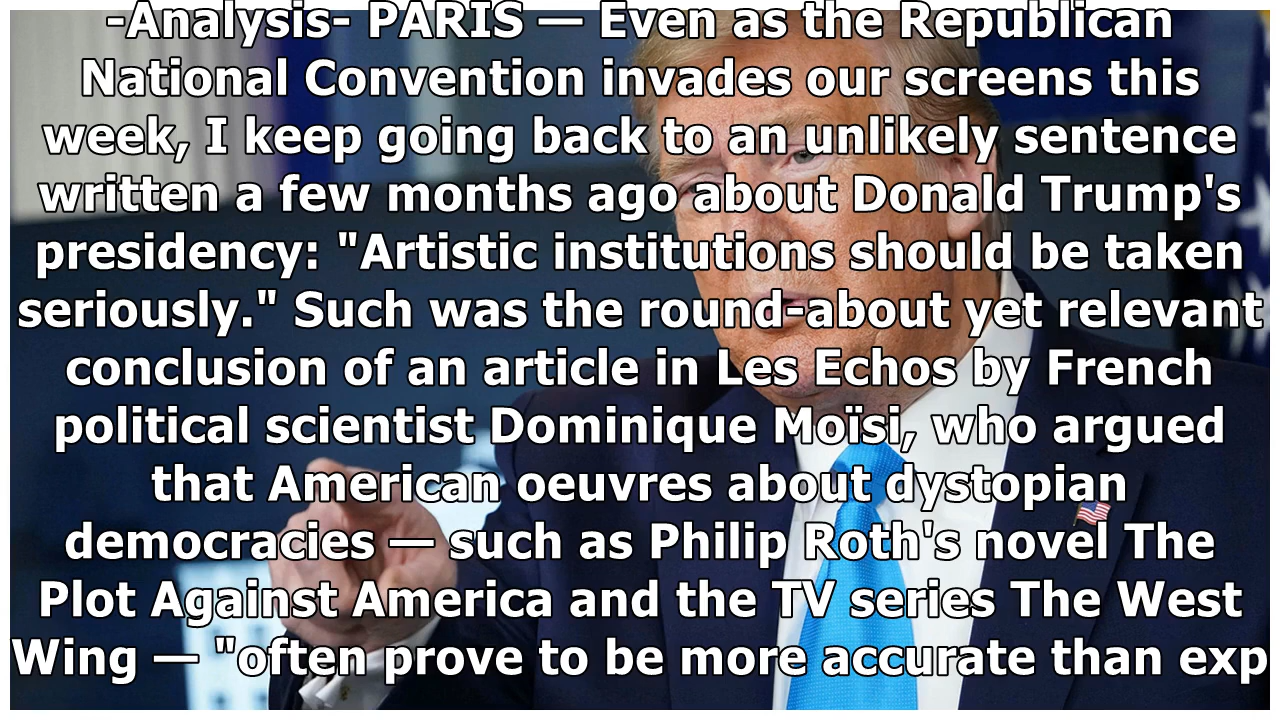 -Analysis- PARIS — Even as the Republican
National Convention invades our screens this
week, I keep going back to an unlikely sentence
written a few months ago about Donald Trump's
presidency: "Artistic institutions should be taken
seriously." Such was the round-about yet relevant
conclusion of an article in Les Echos by French
political scientist Dominique Moïsi, who argued
that American oeuvres about dystopian
democracies — such as Philip Roth's novel The
Plot Against America and the TV series The West
Wing — "often prove to be more accurate than exp